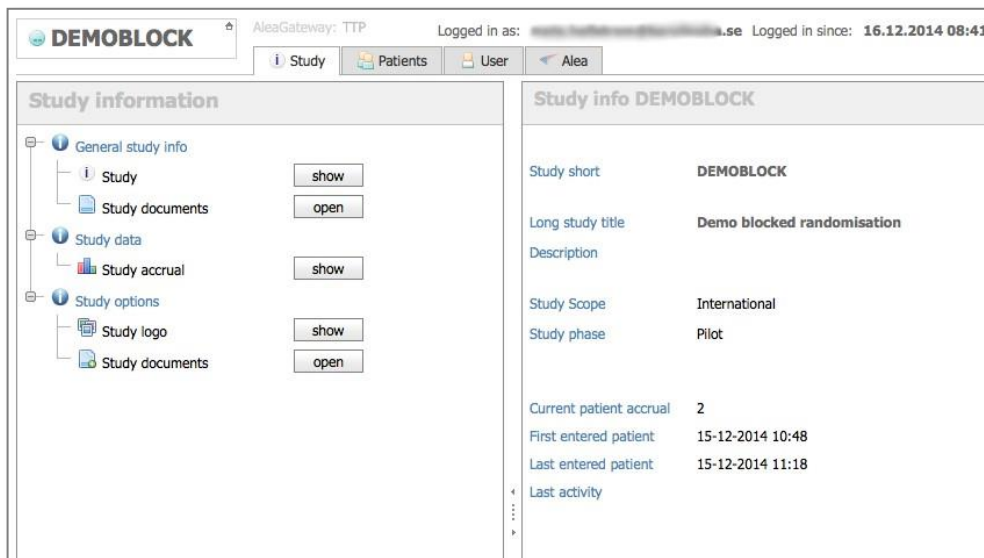 DEMOBLOCK
AleaGateway: TTP Logged in as: .se Logged in since: 16.12.2014 08:41
i Study Patients User Alea
Study information
General study info
i Study show
Study documents open
Study data
Study accrual show
Study options
Study logo show
Study documents open
Study info DEMOBLOCK
Study short DEMOBLOCK
Long study title Demo blocked randomisation
Description
Study Scope International
Study phase Pilot
Current patient accrual 2
First entered patient 15-12-2014 10:48
Last entered patient 15-12-2014 11:18
Last activity